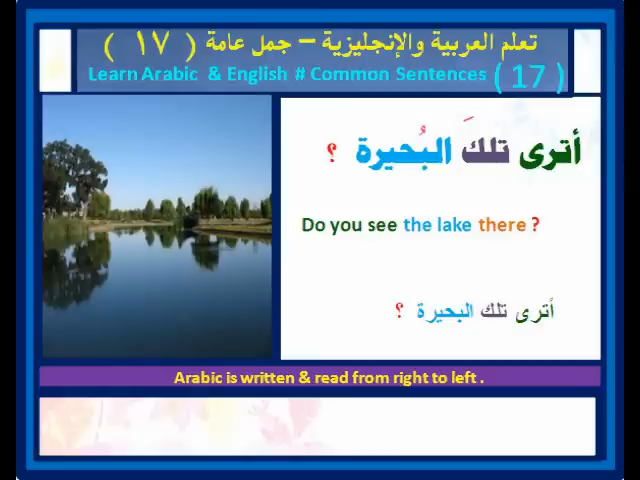 تعلم العربية والإنجليزية – جمل عامة ( ١٧ )
Learn Arabic & English # Common Sentences ( 17 )
أترى تلكَ البُحيرة ؟
Do you see the lake there ?
أترى تلك البحيرة ؟
Arabic is written & read from right to left .